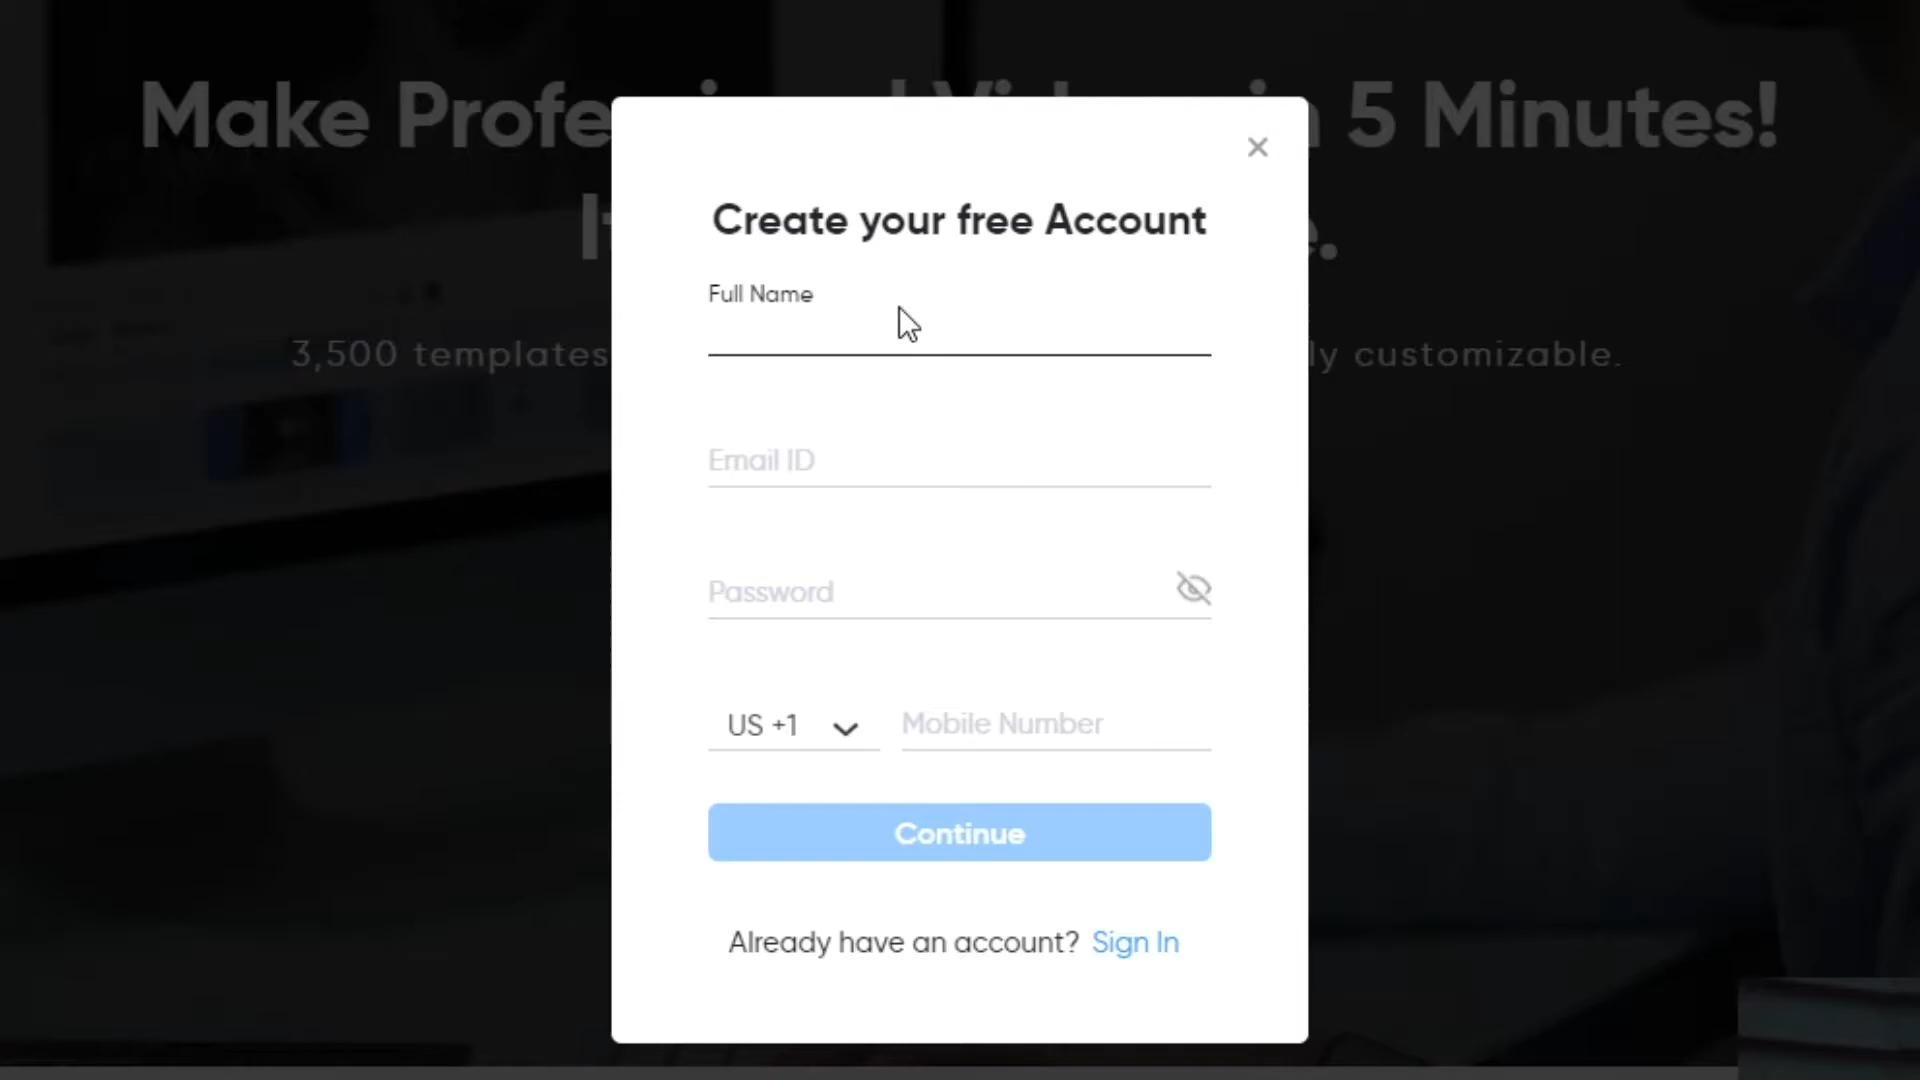 Make Profe
5 Minutes!
3,500 templates
ly customizable.
Create your free Account
Full Name
Email ID
Password
US +1
Mobile Number
Continue
Already have an account? Sign In